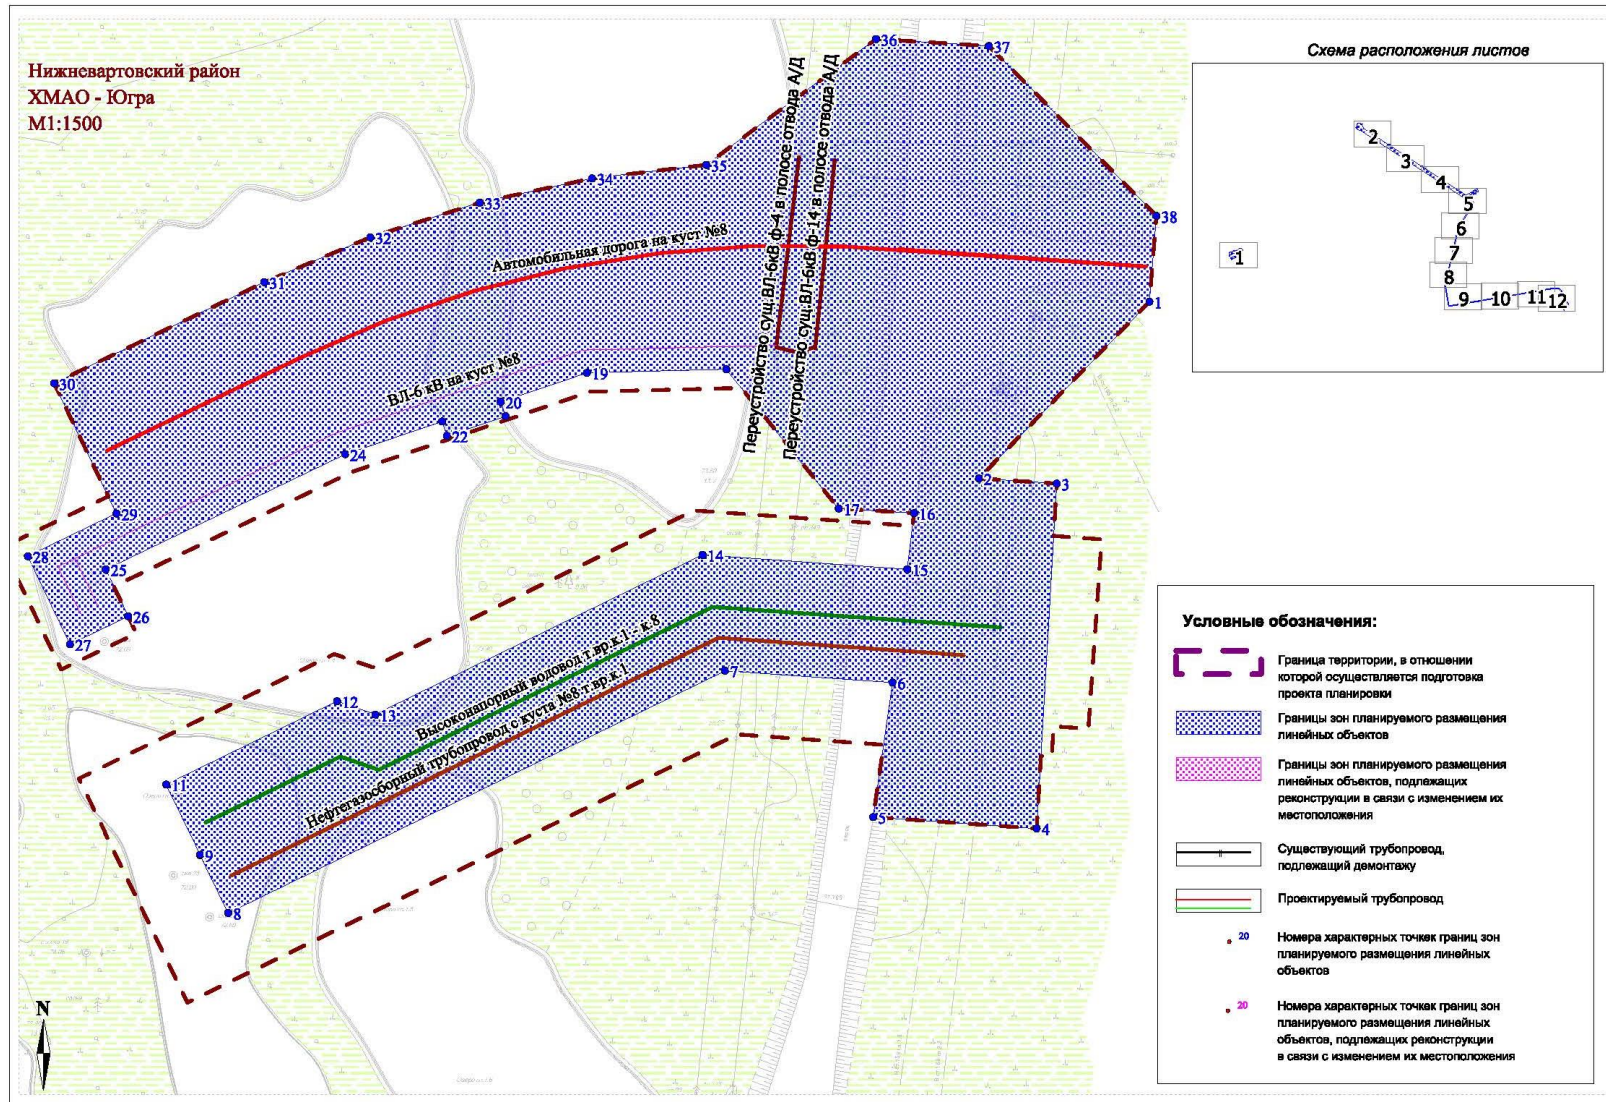 Нижневартовский район
ХМАО - Югра
М1:1500
Схема расположения листов
1
2
3
4
5
6
7
8
9
10
11
12
36
37
38
35
34
33
32
31
30
1
2
3
4
5
6
7
8
9
11
12
13
14
15
16
17
19
20
22
24
25
26
27
28
29
Переустройство сущ.ВЛ-6кВ ф-4 в полосе отвода А/Д
Переустройство сущ.ВЛ-6кВ ф-14 в полосе отвода А/Д
Автомобильная дорога на куст №8
ВЛ-6 кВ на куст №8
Высоконапорный водовод т.вр.к.1 - к.8
Нефтегазосборный трубопровод с куста №8-т.вр.к.1
N
Условные обозначения:
Граница территории, в отношении
которой осуществляется подготовка
проекта планировки
Границы зон планируемого размещения
линейных объектов
Границы зон планируемого размещения
линейных объектов, подлежащих
реконструкции в связи с изменением их
местоположения
Существующий трубопровод,
подлежащий демонтажу
Проектируемый трубопровод
20
Номера характерных точек границ зон
планируемого размещения линейных
объектов
20
Номера характерных точек границ зон
планируемого размещения линейных
объектов, подлежащих реконструкции
в связи с изменением их местоположения